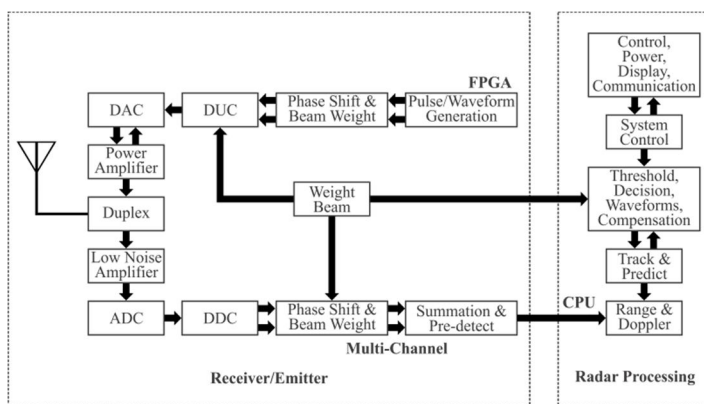 FPGA
DAC
DUC
Phase Shift &
Beam Weight
Pulse/Waveform
Generation
Power
Amplifier
Duplex
Weight
Beam
Low Noise
Amplifier
ADC
DDC
Phase Shift &
Beam Weight
Summation &
Pre-detect
Multi-Channel
Receiver/Emitter
Control,
Power,
Display,
Communication
System
Control
Threshold,
Decision,
Waveforms,
Compensation
Track &
Predict
CPU
Range &
Doppler
Radar Processing